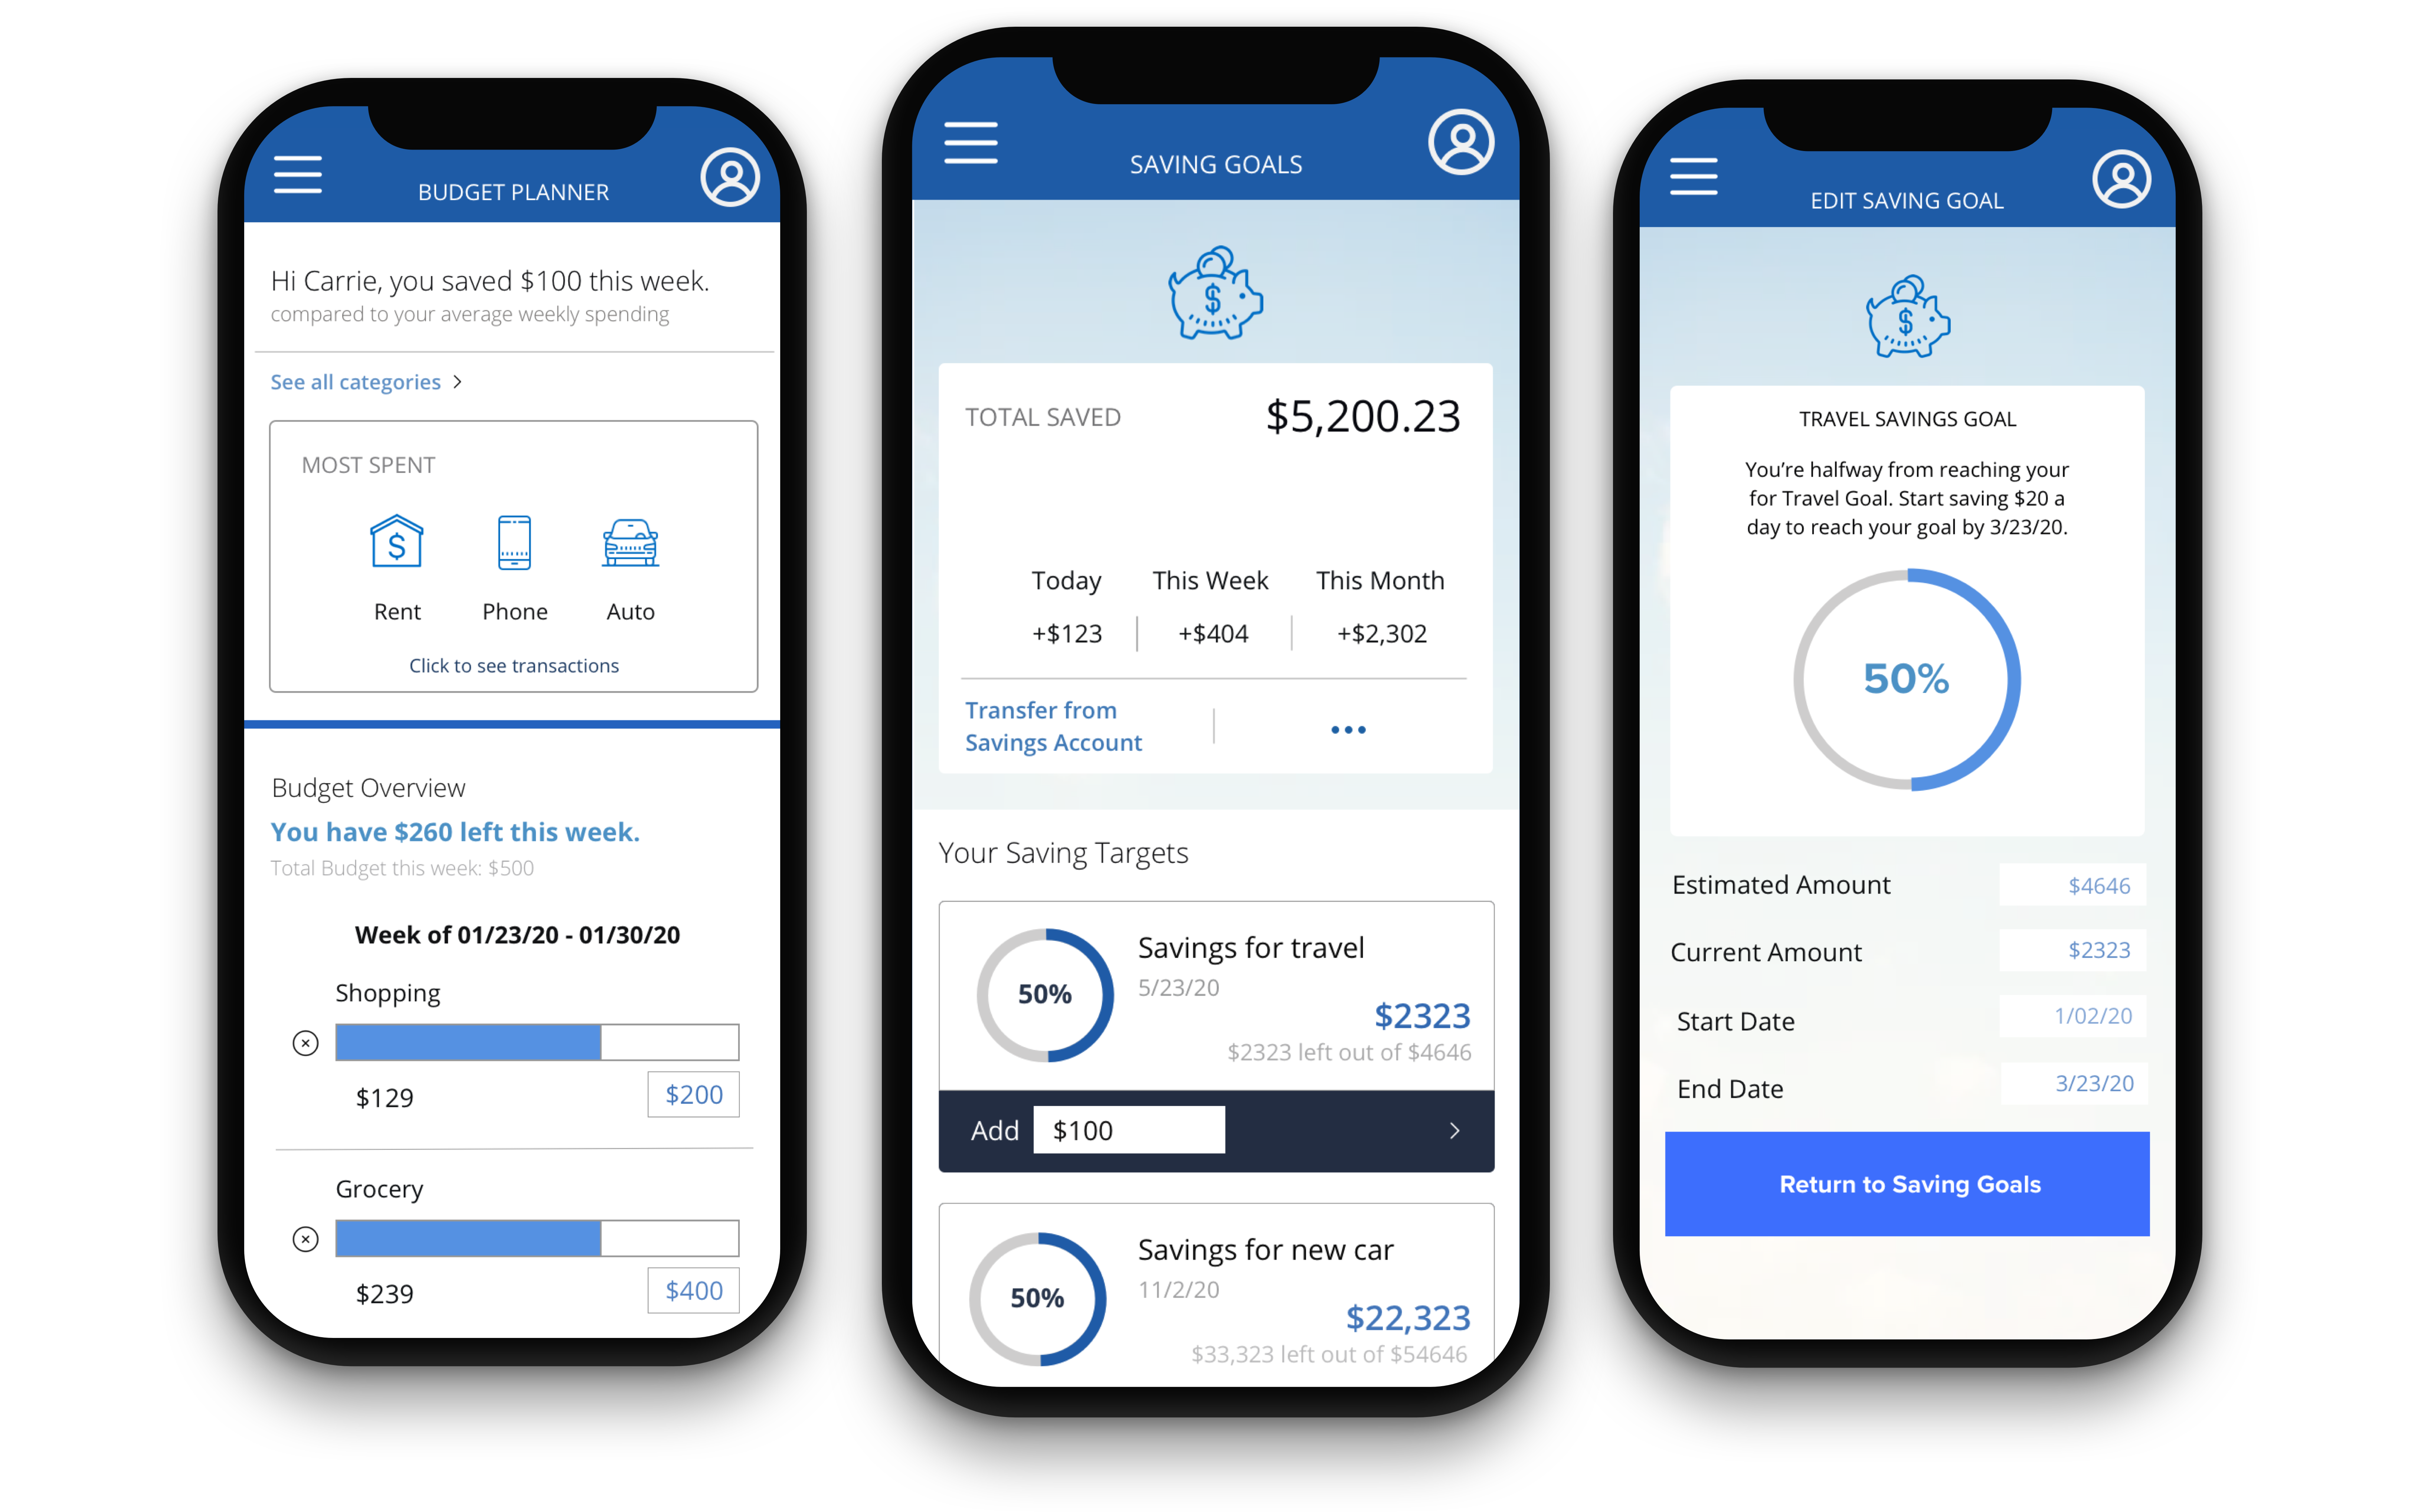 BUDGET PLANNER
Hi Carrie, you saved $100 this week.
compared to your average weekly spending
See all categories
MOST SPENT
$
Rent Phone Auto
Click to see transactions
Budget Overview
You have $260 left this week.
Total Budget this week: $500
Week of 01/23/20 - 01/30/20
Shopping
$129 $200
Grocery
$239 $400
SAVING GOALS
$
TOTAL SAVED $5,200.23
Today This Week This Month
+$123 +$404 +$2,302
Transfer from
Savings Account
Your Saving Targets
50%
Savings for travel
5/23/20
$2323
$2323 left out of $4646
Add $100
50%
Savings for new car
11/2/20
$22,323
$33,323 left out of $54646
EDIT SAVING GOAL
$
TRAVEL SAVINGS GOAL
You’re halfway from reaching your
for Travel Goal. Start saving $20 a
day to reach your goal by 3/23/20.
50%
Estimated Amount $4646
Current Amount $2323
Start Date 1/02/20
End Date 3/23/20
Return to Saving Goals